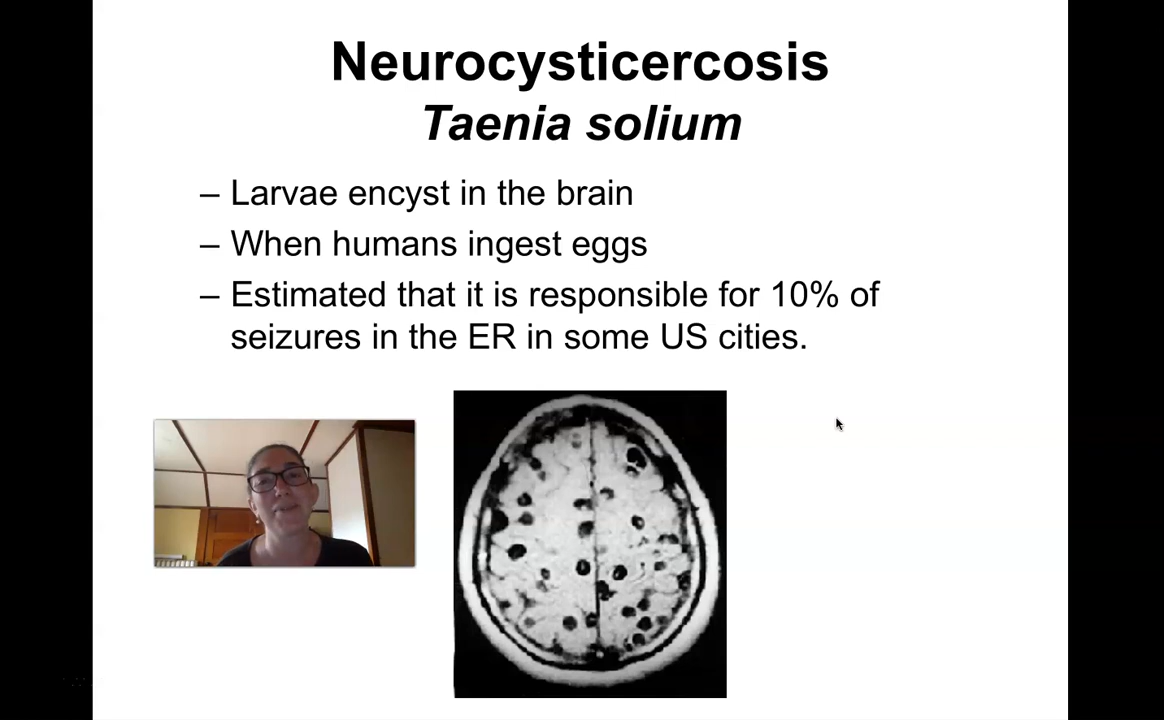 Neurocysticercosis
Taenia solium
– Larvae encyst in the brain
– When humans ingest eggs
– Estimated that it is responsible for 10% of
seizures in the ER in some US cities.